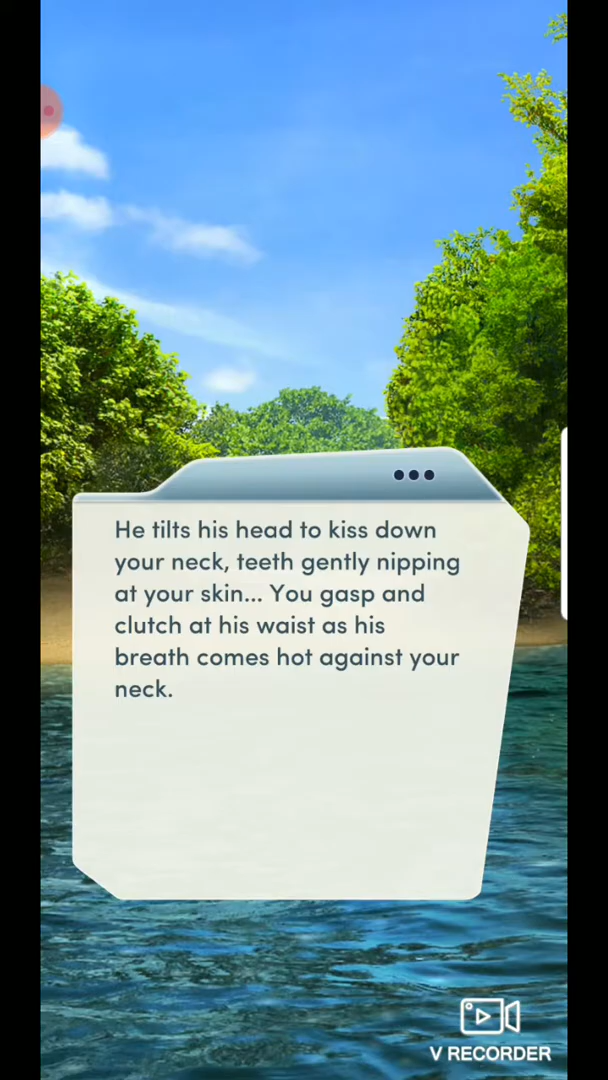 He tilts his head to kiss down
your neck, teeth gently nipping
at your skin... You gasp and
clutch at his waist as his
breath comes hot against your
neck.
V RECORDER